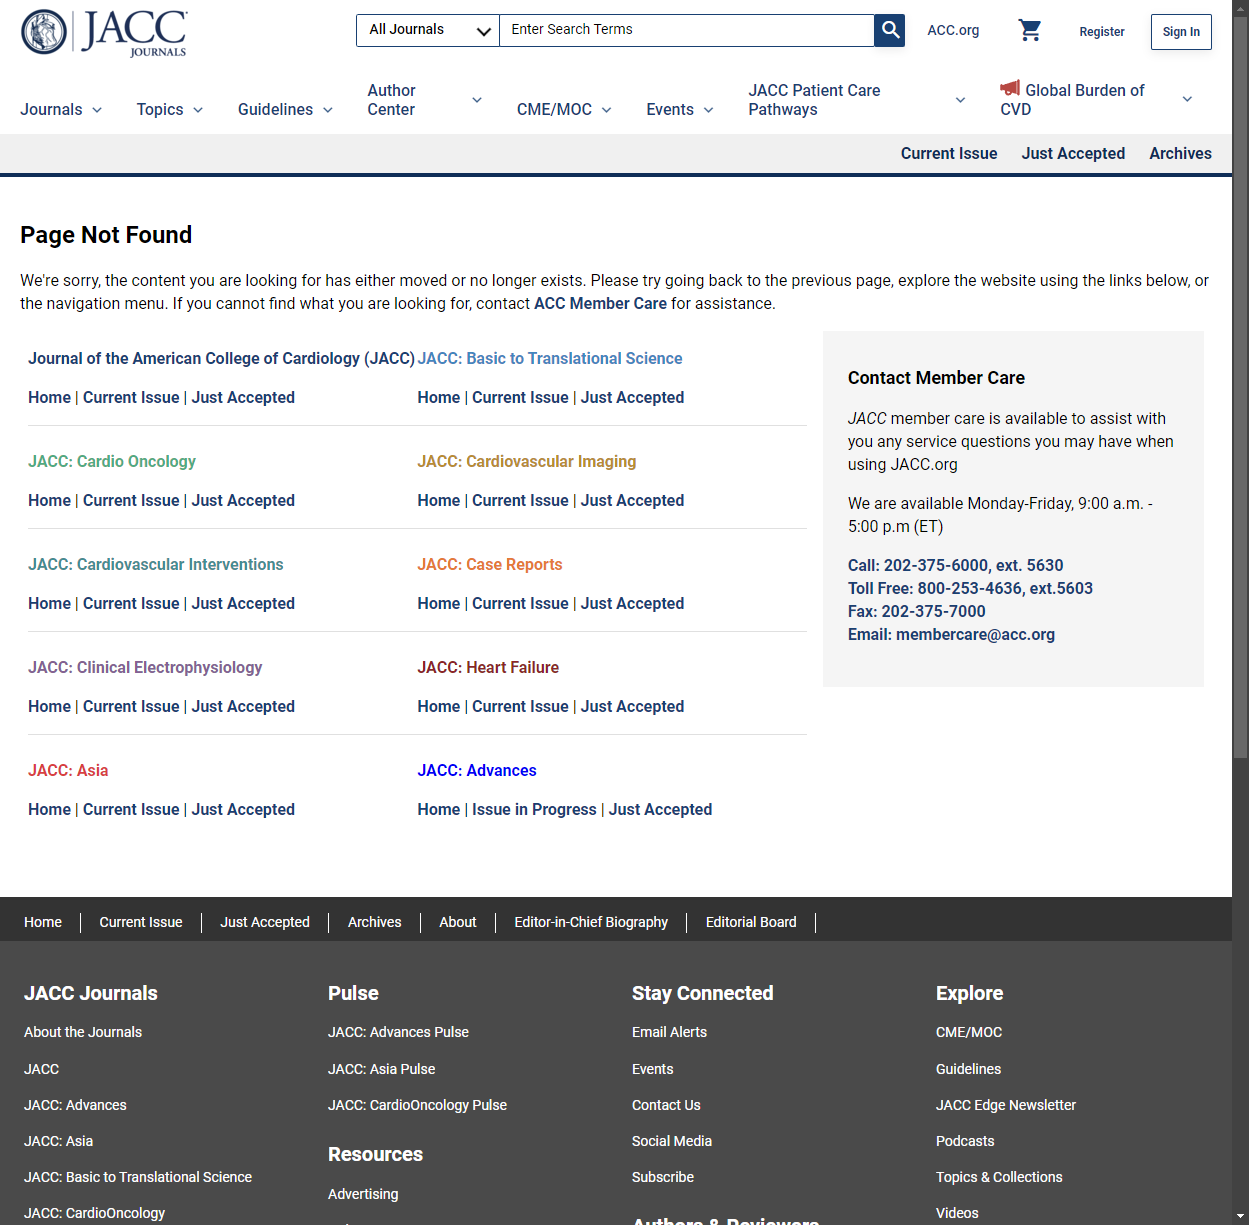 JACC
JOURNALS
All Journals
Enter Search Terms
ACC.org
Register
Sign In
Journals
Topics
Guidelines
Author
Center
CME/MOC
Events
JACC Patient Care
Pathways
Global Burden of
CVD
Current Issue
Just Accepted
Archives
Page Not Found
We're sorry, the content you are looking for has either moved or no longer exists. Please try going back to the previous page, explore the website using the links below, or
the navigation menu. If you cannot find what you are looking for, contact ACC Member Care for assistance.
Journal of the American College of Cardiology (JACC)
Home | Current Issue | Just Accepted
JACC: Basic to Translational Science
Home | Current Issue | Just Accepted
JACC: Cardio Oncology
Home | Current Issue | Just Accepted
JACC: Cardiovascular Imaging
Home | Current Issue | Just Accepted
JACC: Cardiovascular Interventions
Home | Current Issue | Just Accepted
JACC: Case Reports
Home | Current Issue | Just Accepted
JACC: Clinical Electrophysiology
Home | Current Issue | Just Accepted
JACC: Heart Failure
Home | Current Issue | Just Accepted
JACC: Asia
Home | Current Issue | Just Accepted
JACC: Advances
Home | Issue in Progress | Just Accepted
Contact Member Care
JACC member care is available to assist with
you any service questions you may have when
using JACC.org
We are available Monday-Friday, 9:00 a.m. -
5:00 p.m (ET)
Call: 202-375-6000, ext. 5630
Toll Free: 800-253-4636, ext.5603
Fax: 202-375-7000
Email: membercare@acc.org
Home
Current Issue
Just Accepted
Archives
About
Editor-in-Chief Biography
Editorial Board
JACC Journals
About the Journals
JACC
JACC: Advances
JACC: Asia
JACC: Basic to Translational Science
JACC: CardioOncology
Pulse
JACC: Advances Pulse
JACC: Asia Pulse
JACC: CardioOncology Pulse
Resources
Advertising
Stay Connected
Email Alerts
Events
Contact Us
Social Media
Subscribe
Authors & Reviewers
Explore
CME/MOC
Guidelines
JACC Edge Newsletter
Podcasts
Topics & Collections
Videos